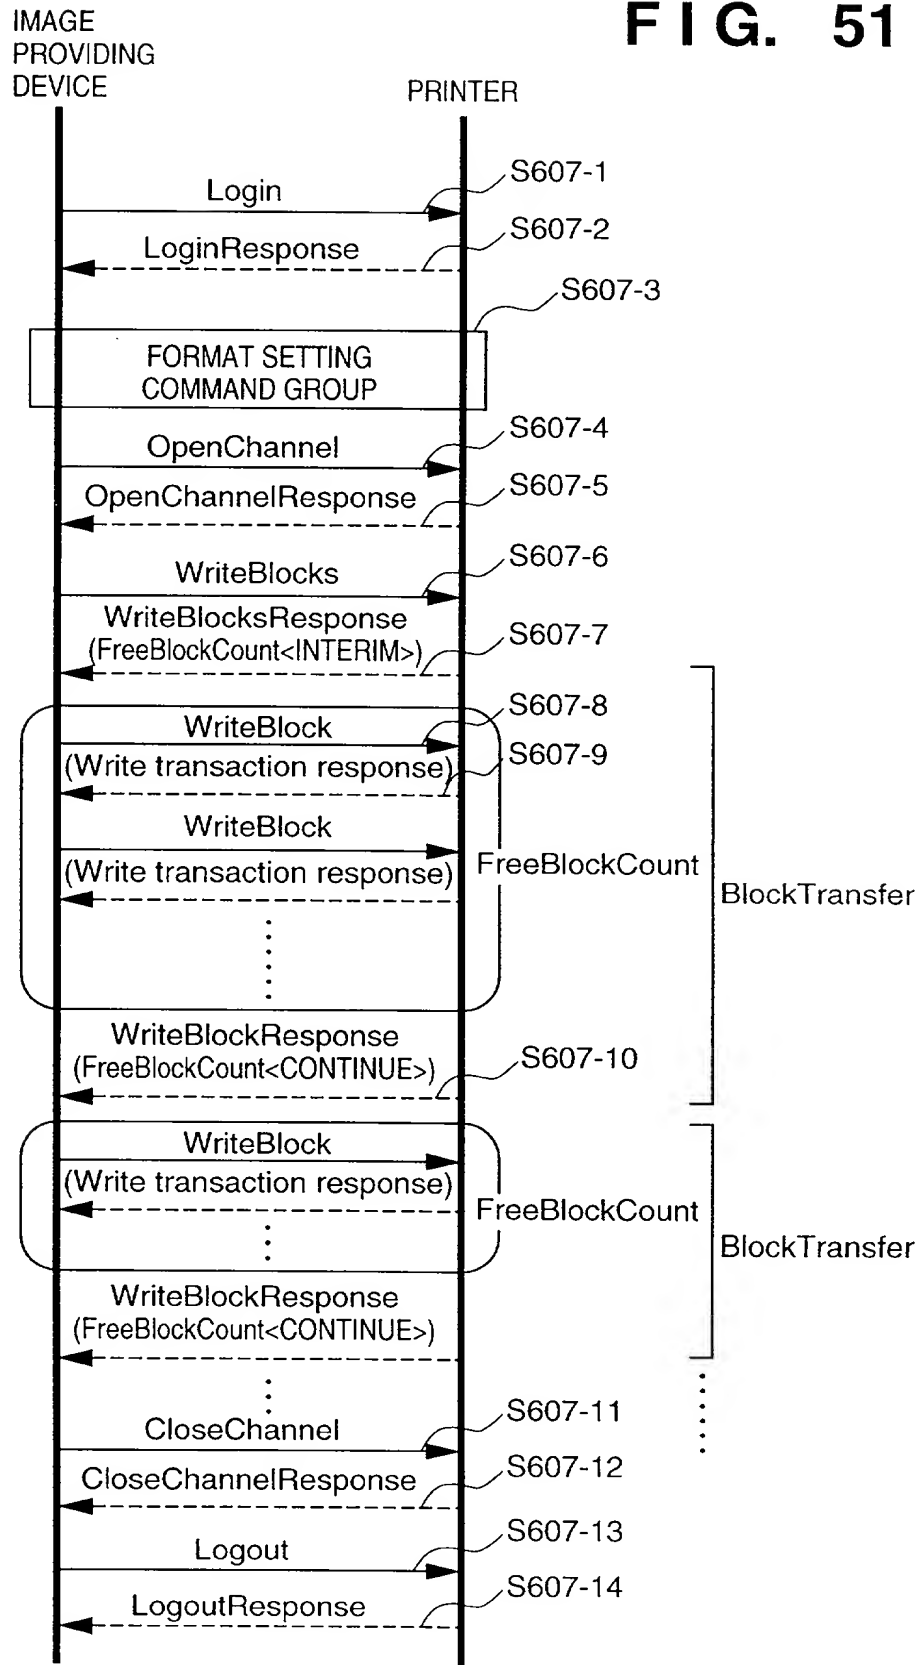 FIG. 51
IMAGE
PROVIDING
DEVICE
PRINTER
S607-1
Login
S607-2
LoginResponse
S607-3
FORMAT SETTING
COMMAND GROUP
S607-4
OpenChannel
S607-5
OpenChannelResponse
S607-6
WriteBlocks
WriteBlocksResponse
(FreeBlockCount<INTERIM>)
S607-7
S607-8
WriteBlock
S607-9
(Write transaction response)
WriteBlock
(Write transaction response)
FreeBlockCount
BlockTransfer
WriteBlockResponse
(FreeBlockCount<CONTINUE>)
S607-10
WriteBlock
(Write transaction response)
FreeBlockCount
BlockTransfer
WriteBlockResponse
(FreeBlockCount<CONTINUE>)
S607-11
CloseChannel
S607-12
CloseChannelResponse
S607-13
Logout
S607-14
LogoutResponse